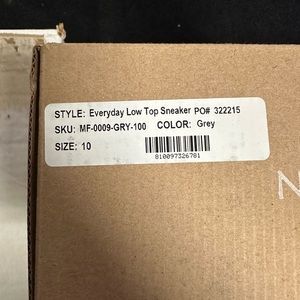 STYLE: Everyday Low Top Sneaker PO# 322215
SKU: MF-0009-GRY-100 COLOR: Grey
SIZE: 10
810097326781
N